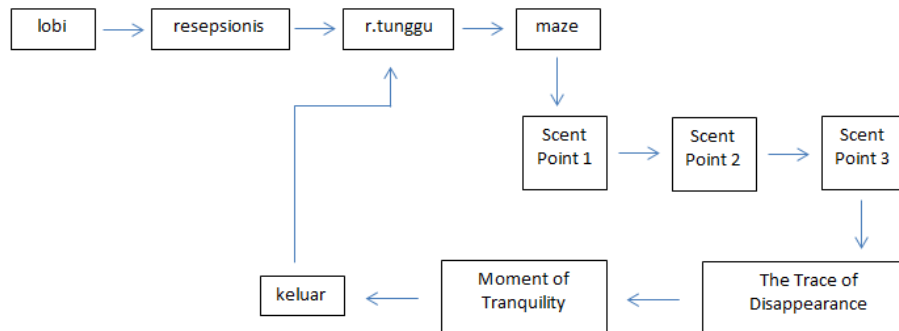 lobi
resepsionis
r.tunggu
maze
Scent
Point 1
Scent
Point 2
Scent
Point 3
The Trace of
Disappearance
Moment of
Tranquility
keluar